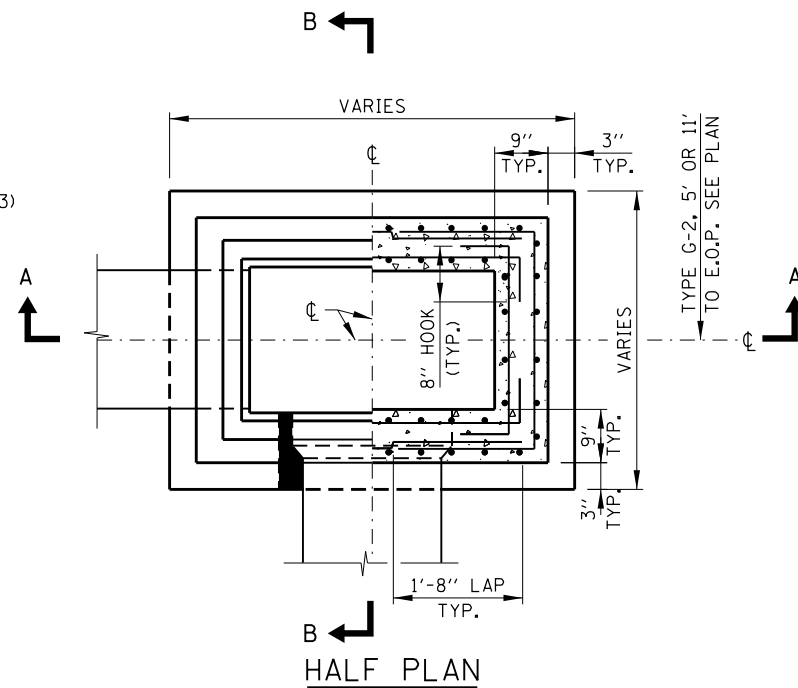 B
VARIES
℄
9" 3"
TYP. TYP.
3)
TYPE G-2, 5' OR 11'
TO E.O.P. SEE PLAN
A
A
℄
8" HOOK
(TYP.)
VARIES
℄
9"
TYP.
3"
TYP.
1'-8" LAP
TYP.
B
HALF PLAN